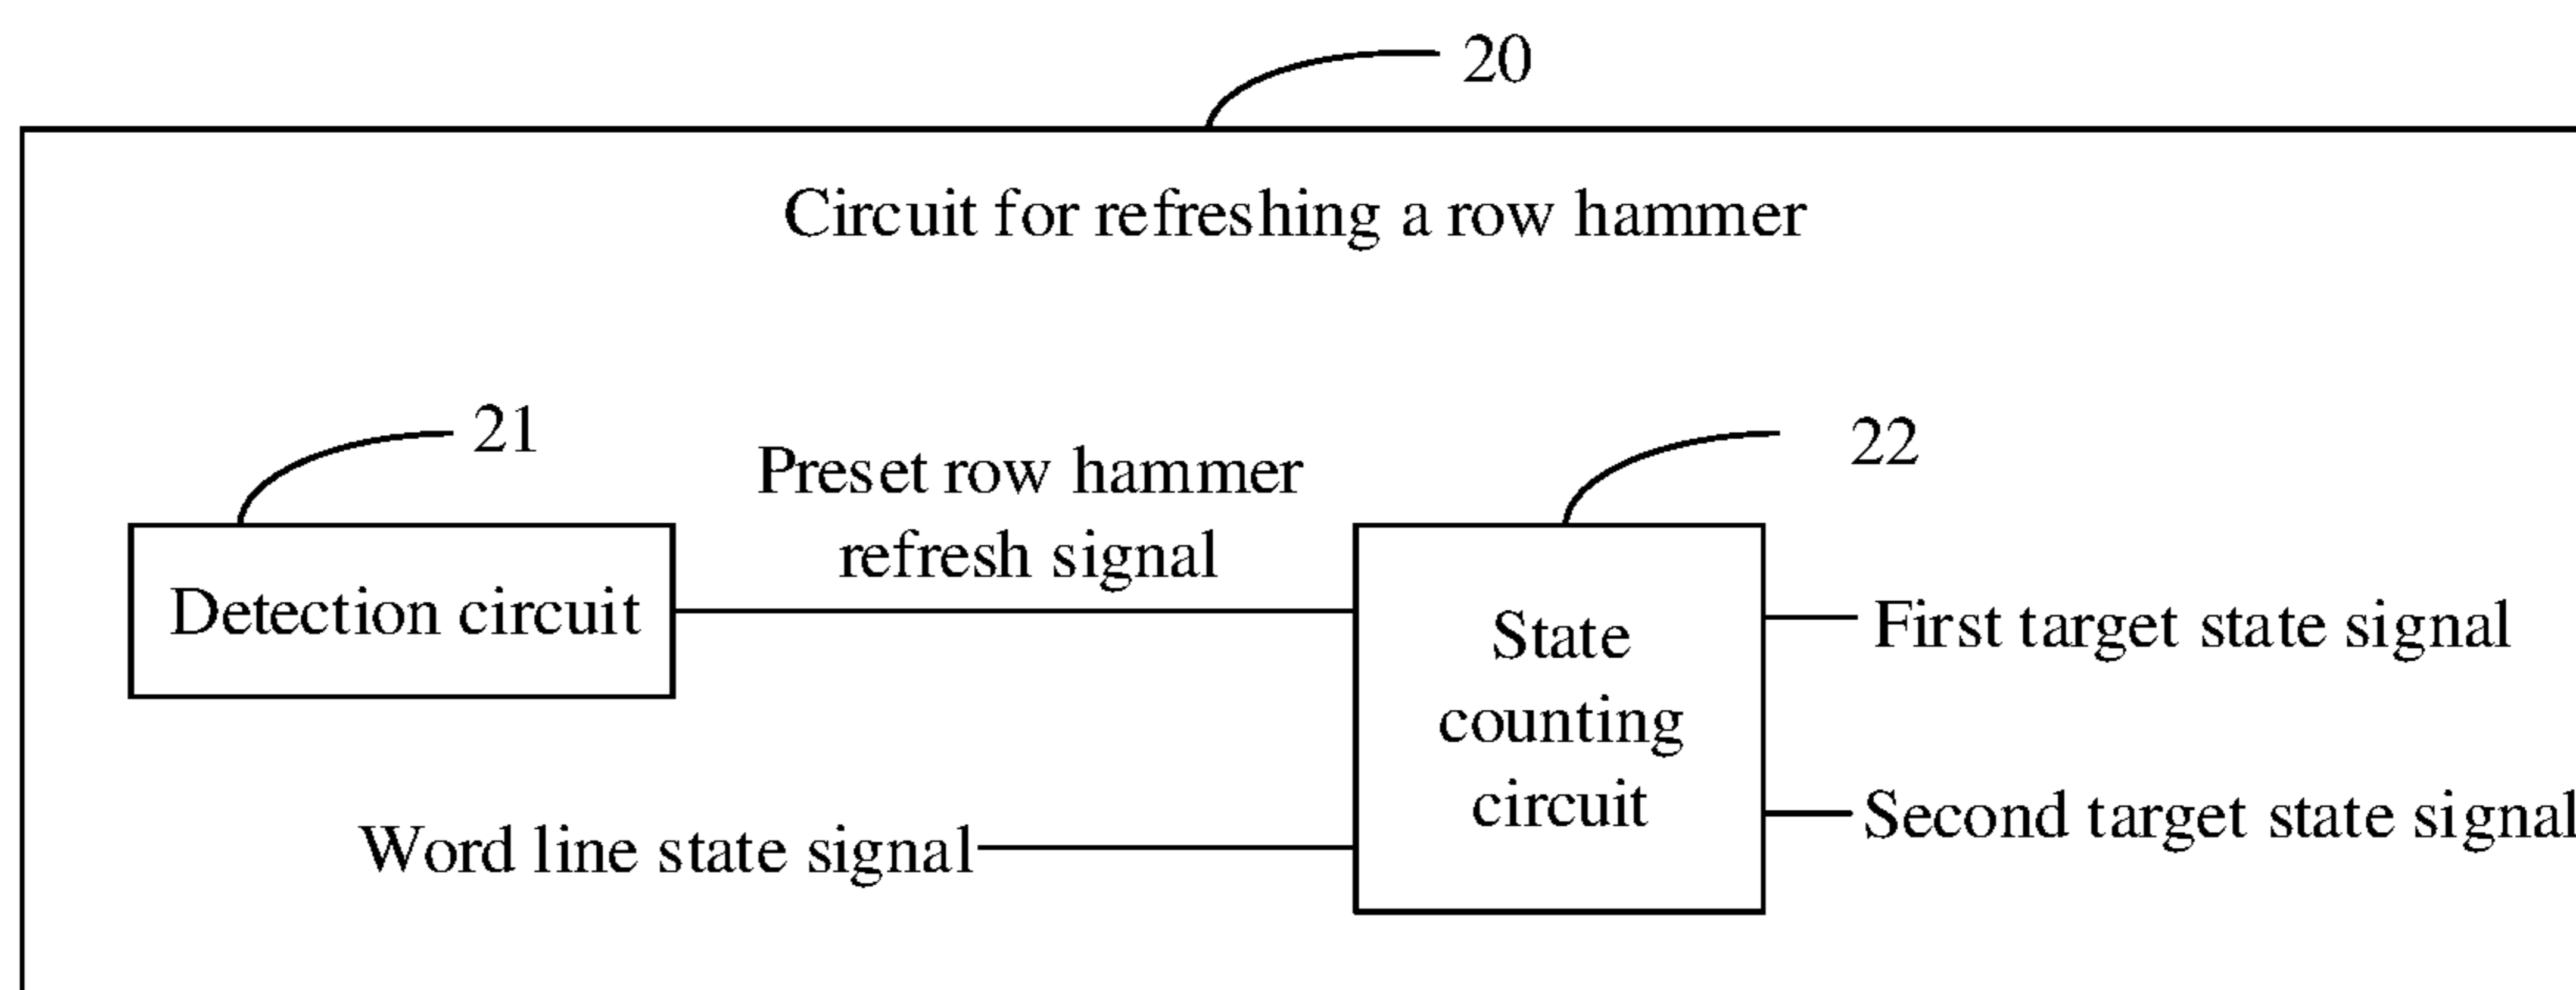 20
Circuit for refreshing a row hammer
21
22
Preset row hammer
refresh signal
Detection circuit
State
counting
circuit
First target state signal
Second target state signal
Word line state signal